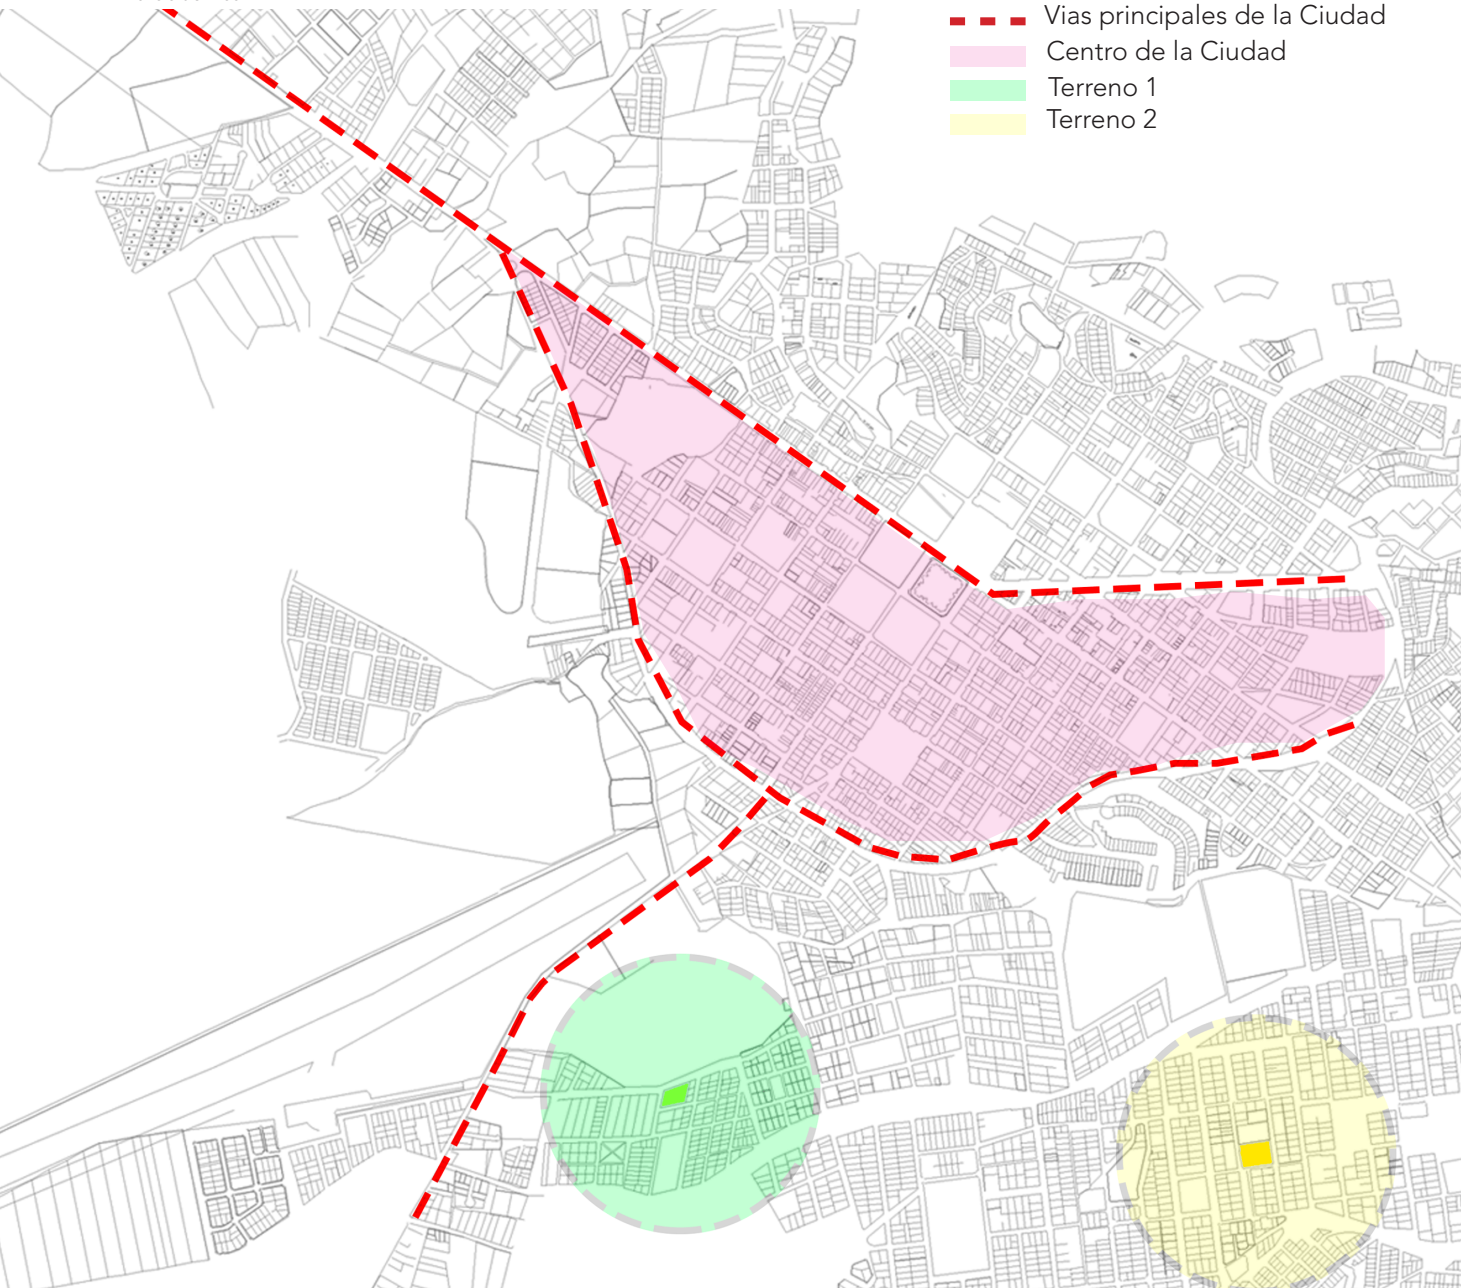 Vias principales de la Ciudad
Centro de la Ciudad
Terreno 1
Terreno 2